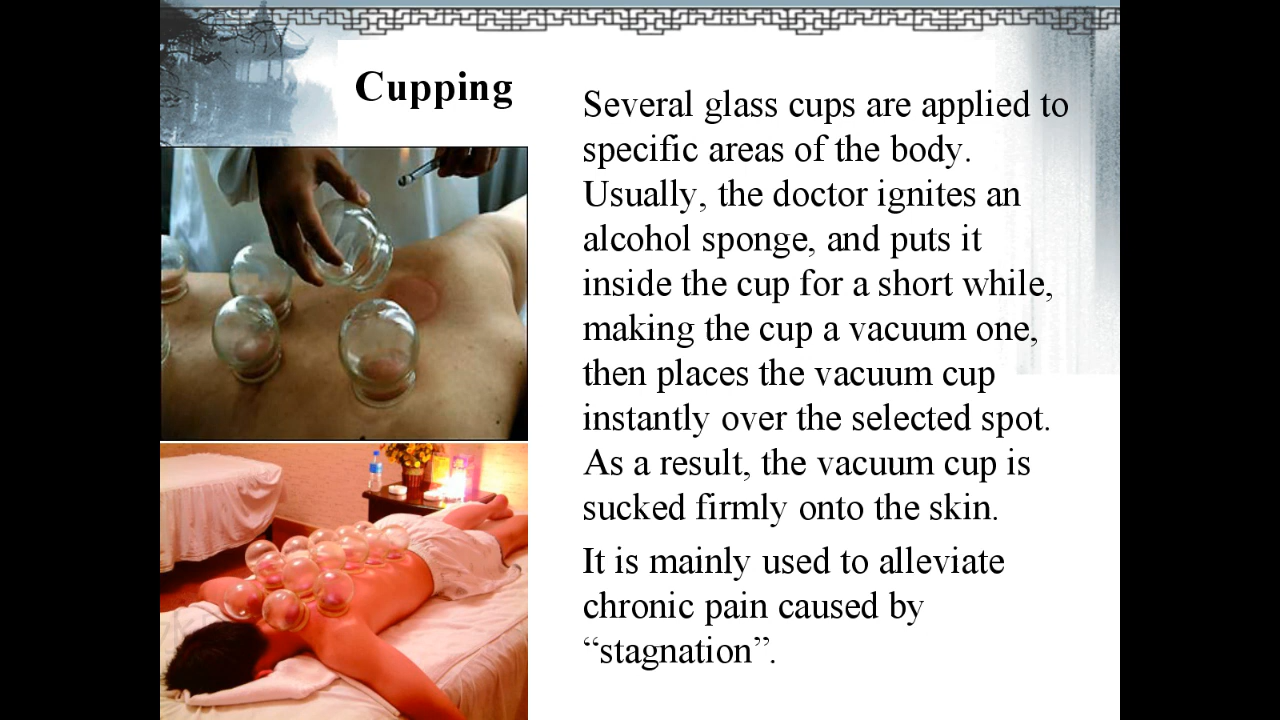 Cupping
Several glass cups are applied to
specific areas of the body.
Usually, the doctor ignites an
alcohol sponge, and puts it
inside the cup for a short while,
making the cup a vacuum one,
then places the vacuum cup
instantly over the selected spot.
As a result, the vacuum cup is
sucked firmly onto the skin.
It is mainly used to alleviate
chronic pain caused by
“stagnation”.